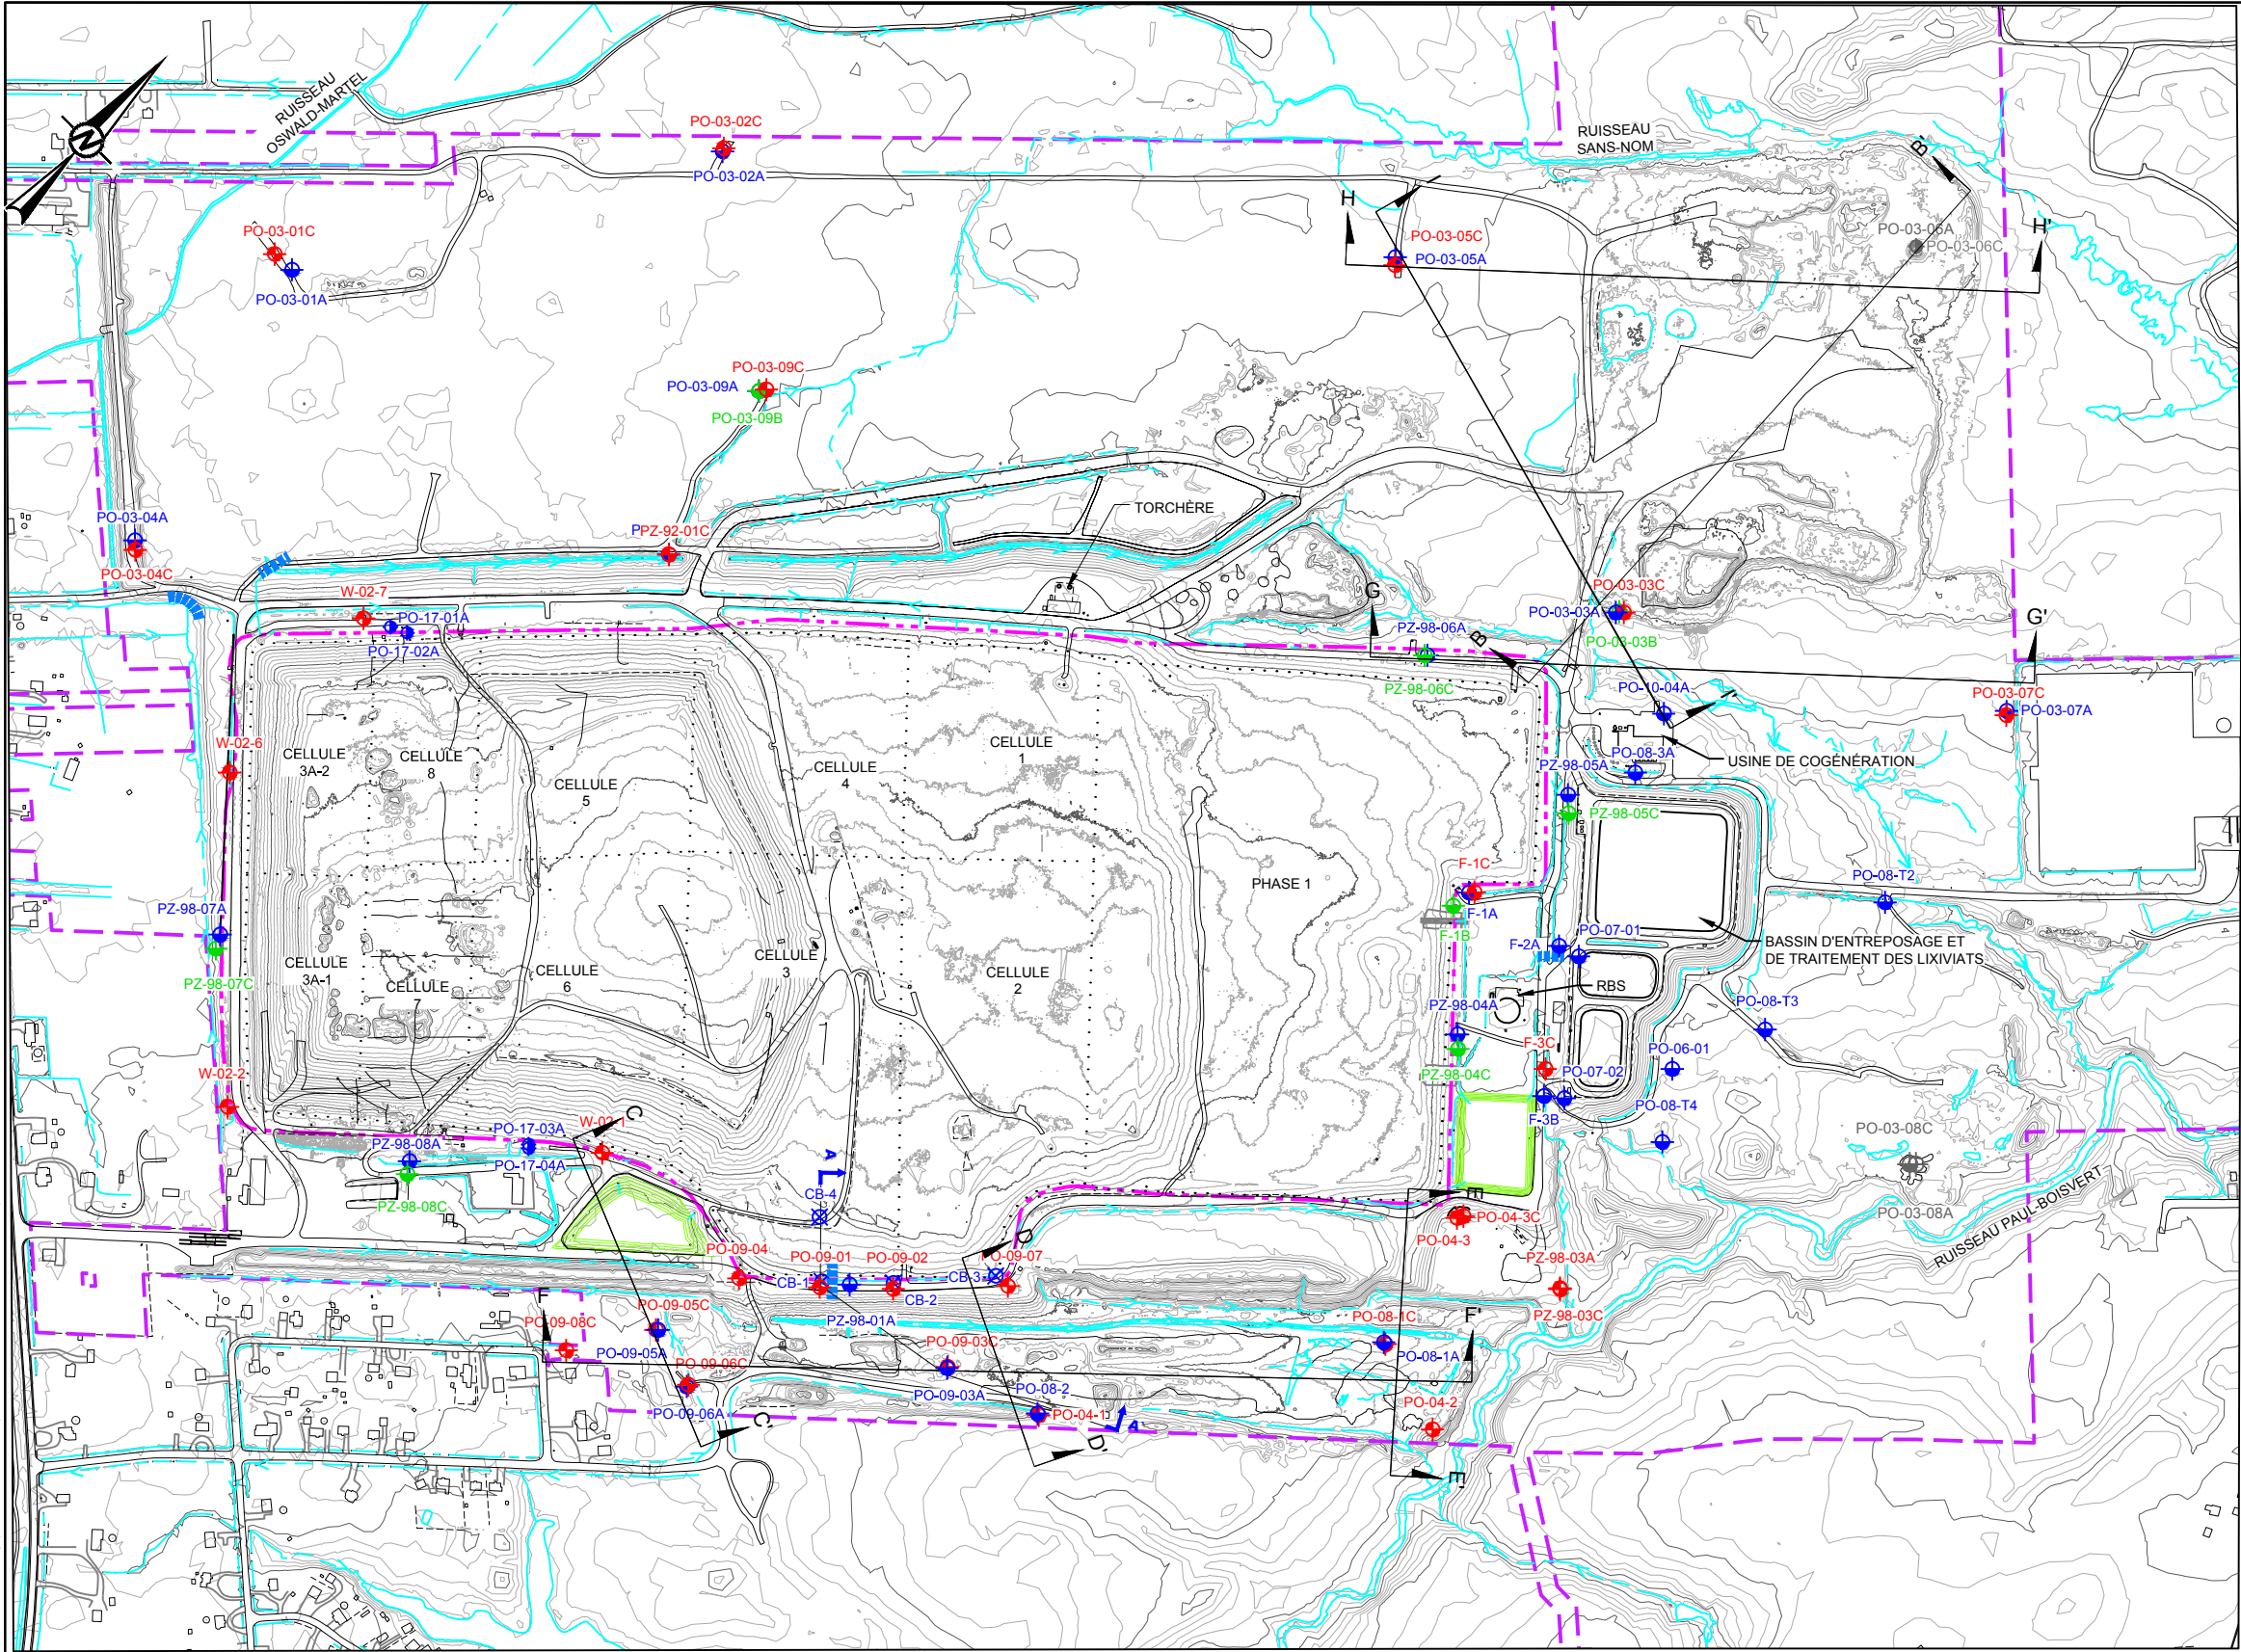 RUISSEAU
OSWALD-MARTEL
N
PO-03-02C
PO-03-02A
RUISSEAU
SANS-NOM
B'
PO-03-01C
PO-03-01A
H
I
PO-03-05C
PO-03-05A
PO-03-06A
PO-03-06C
H'
PO-03-09C
PO-03-09A
PO-03-09B
TORCHÈRE
PO-03-04A
PO-03-04C
PZ-92-01C
W-02-7
PO-17-01A
PO-17-02A
G
PO-03-03C
PO-03-03A
PO-03-03B
PZ-98-06A
B
PZ-98-06C
G'
PO-10-04A
I'
PO-03-07C
PO-03-07A
W-02-6
CELLULE
3A-2
CELLULE
8
CELLULE
5
CELLULE
4
CELLULE
1
PO-08-3A
USINE DE COGÉNÉRATION
PZ-98-05A
PZ-98-05C
PHASE 1
F-1C
F-1A
F-1B
PO-08-T2
PZ-98-07A
PZ-98-07C
CELLULE
3A-1
CELLULE
7
CELLULE
6
CELLULE
3
CELLULE
2
F-2A
PO-07-01
BASSIN D'ENTREPOSAGE ET
DE TRAITEMENT DES LIXIVIATS
RBS
PZ-98-04A
PO-08-T3
F-3C
PO-06-01
PZ-98-04C
PO-07-02
W-02-2
PO-08-T4
F-3B
PO-03-08C
PO-03-08A
RUISSEAU PAUL-BOISVERT
PZ-98-08A
PO-17-03A
W-02-1
C
PO-17-04A
PZ-98-08C
A
CB-4
E
PO-04-3C
PO-04-3
D
PO-09-04
PO-09-01
PO-09-02
PO-09-07
CB-1
CB-3
CB-2
PZ-98-03A
PZ-98-03C
F
PO-09-05C
PZ-98-01A
PO-08-1C
F'
PO-09-08C
PO-09-05A
PO-09-03C
PO-08-1A
PO-09-06C
PO-09-03A
PO-08-2
PO-04-2
PO-09-06A
C'
PO-04-1
A
D'
E'